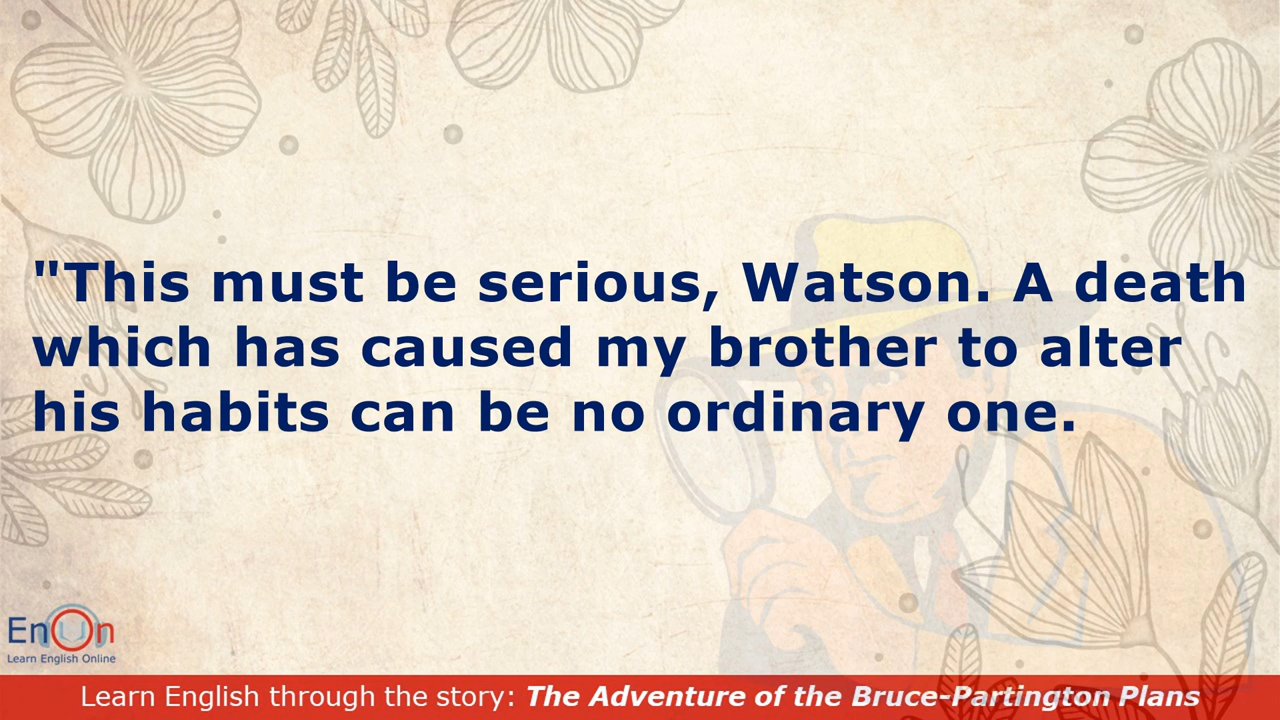 "This must be serious, Watson. A death
which has caused my brother to alter
his habits can be no ordinary one.
EnOn
Learn English Online
Learn English through the story: The Adventure of the Bruce-Partington Plans